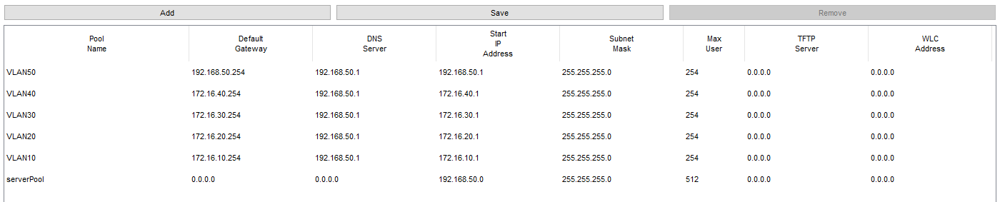 Add Save Remove
Pool Name Default Gateway DNS Server Start IP Address Subnet Mask Max User TFTP Server WLC Address
VLAN50 192.168.50.254 192.168.50.1 192.168.50.1 255.255.255.0 254 0.0.0.0 0.0.0.0
VLAN40 172.16.40.254 192.168.50.1 172.16.40.1 255.255.255.0 254 0.0.0.0 0.0.0.0
VLAN30 172.16.30.254 192.168.50.1 172.16.30.1 255.255.255.0 254 0.0.0.0 0.0.0.0
VLAN20 172.16.20.254 192.168.50.1 172.16.20.1 255.255.255.0 254 0.0.0.0 0.0.0.0
VLAN10 172.16.10.254 192.168.50.1 172.16.10.1 255.255.255.0 254 0.0.0.0 0.0.0.0
serverPool 0.0.0.0 0.0.0.0 192.168.50.0 255.255.255.0 512 0.0.0.0 0.0.0.0